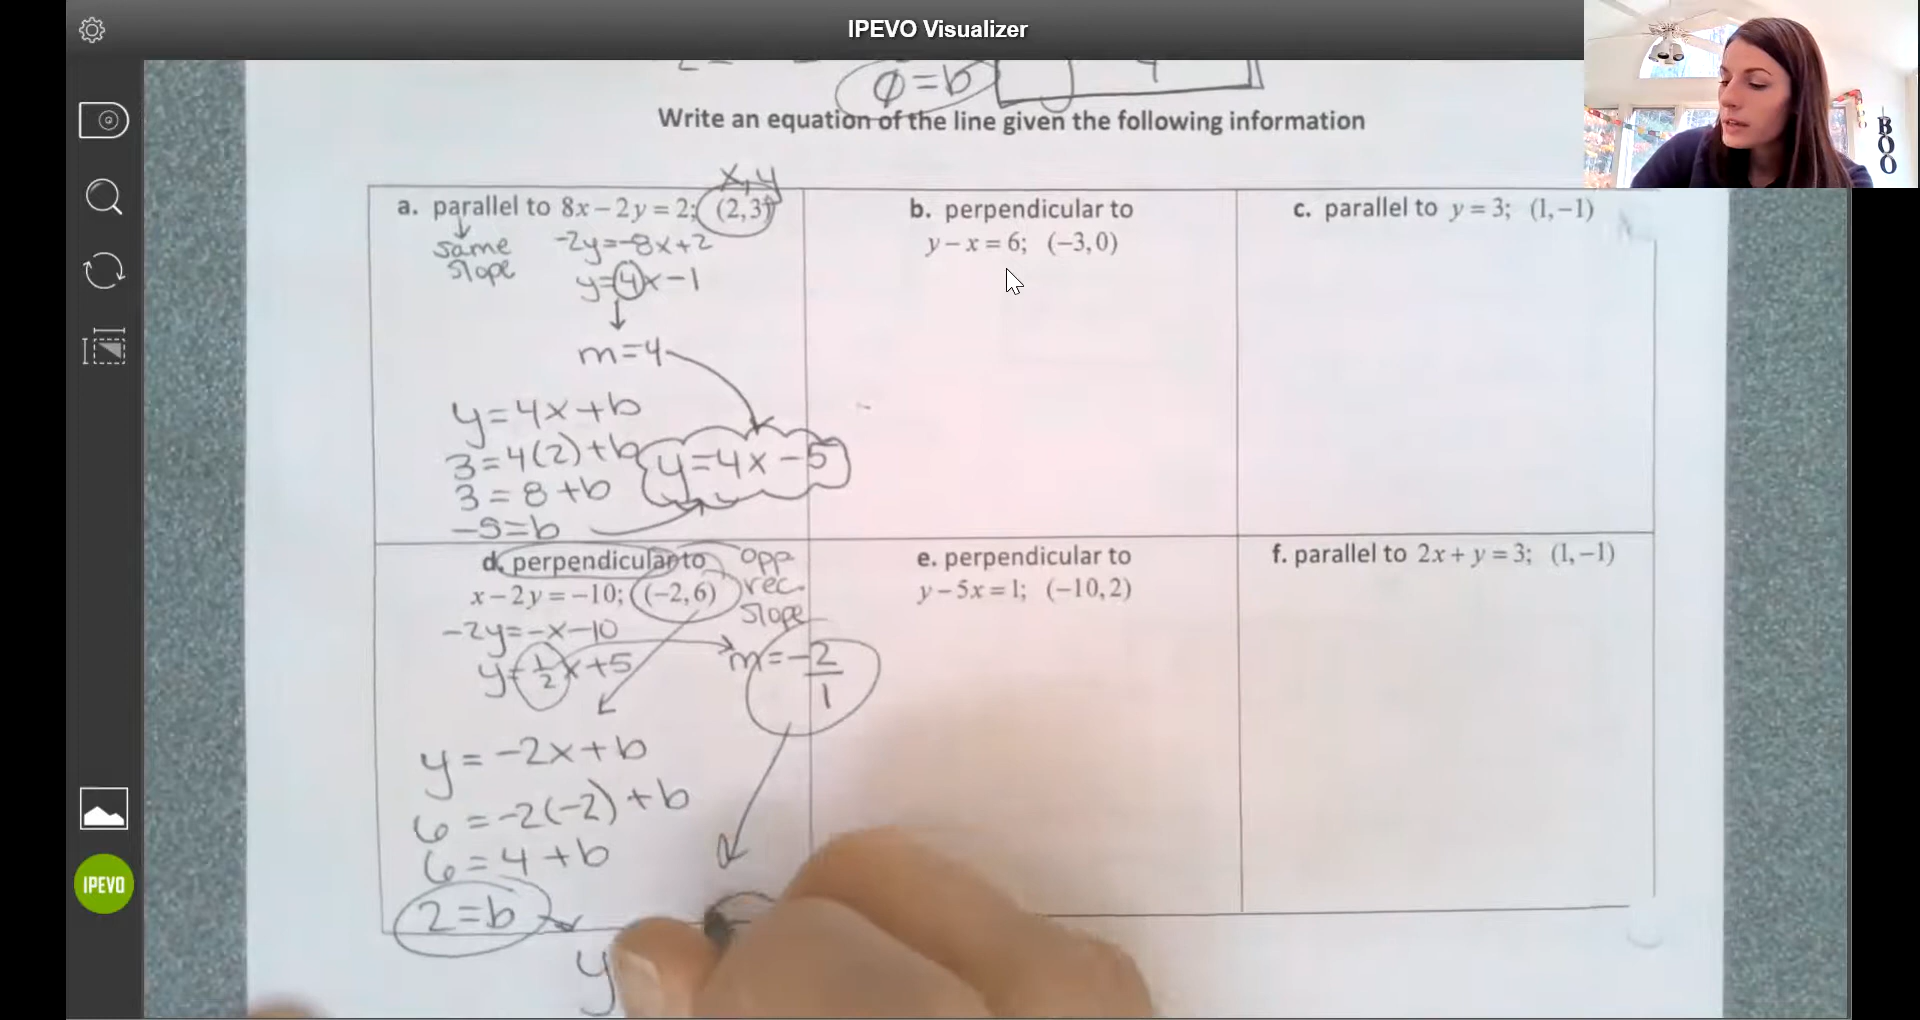 IPEVO Visualizer
BOO
φ=b
Write an equation of the line given the following information
x,y
a. parallel to 8x – 2y = 2; (2,3)
same
slope
-2y=-8x+2
y=4x-1
m=4
y=4x+b
3=4(2)+b
3=8+b
-5=b
y=4x-5
b. perpendicular to
y – x = 6; (–3,0)
c. parallel to y = 3; (1,–1)
d. perpendicular to
x – 2y = –10; (–2,6)
opp
rec.
slope
-2y=-x-10
y=1/2x+5
m=-2/1
y=-2x+b
6=-2(-2)+b
6=4+b
2=b
y
e. perpendicular to
y – 5x = 1; (–10,2)
f. parallel to 2x + y = 3; (1,–1)
IPEVO